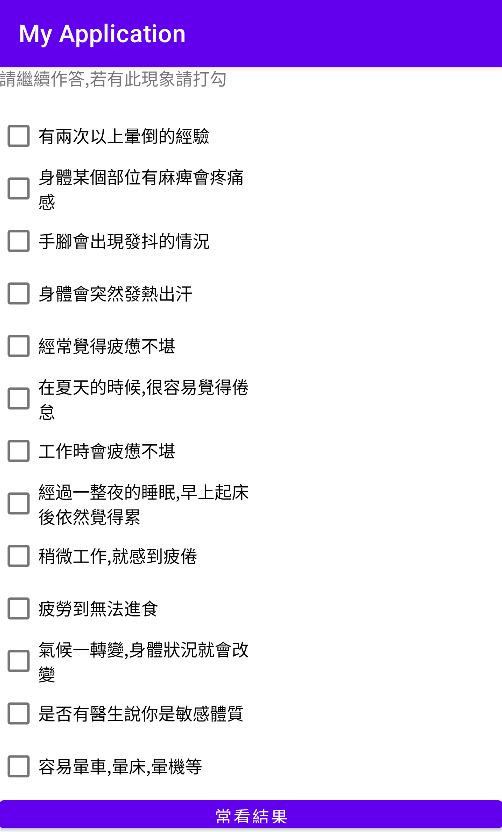 My Application
請繼續作答,若有此現象請打勾
有兩次以上暈倒的經驗
身體某個部位有麻痺會疼痛
感
手腳會出現發抖的情況
身體會突然發熱出汗
經常覺得疲憊不堪
在夏天的時候,很容易覺得倦
怠
工作時會疲憊不堪
經過一整夜的睡眠,早上起床
後依然覺得累
稍微工作,就感到疲倦
疲勞到無法進食
氣候一轉變,身體狀況就會改
變
是否有醫生說你是敏感體質
容易暈車,暈床,暈機等
常看結果